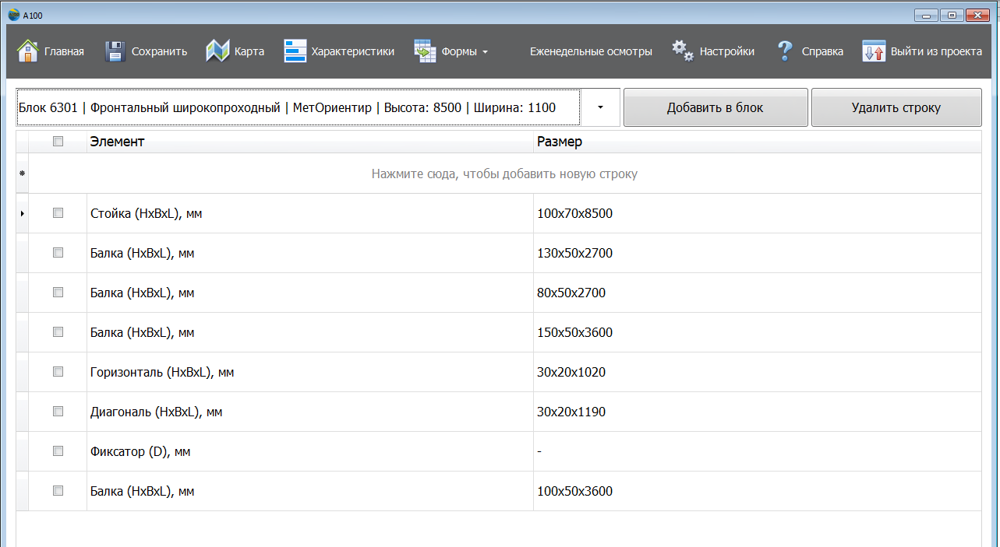 A100
Главная Сохранить Карта Характеристики Формы Еженедельные осмотры Настройки Справка Выйти из проекта
Блок 6301 | Фронтальный широкопроходный | МетОриентир | Высота: 8500 | Ширина: 1100 Добавить в блок Удалить строку
Элемент Размер
Нажмите сюда, чтобы добавить новую строку
Стойка (HxBxL), мм 100x70x8500
Балка (HxBxL), мм 130x50x2700
Балка (HxBxL), мм 80x50x2700
Балка (HxBxL), мм 150x50x3600
Горизонталь (HxBxL), мм 30x20x1020
Диагональ (HxBxL), мм 30x20x1190
Фиксатор (D), мм -
Балка (HxBxL), мм 100x50x3600